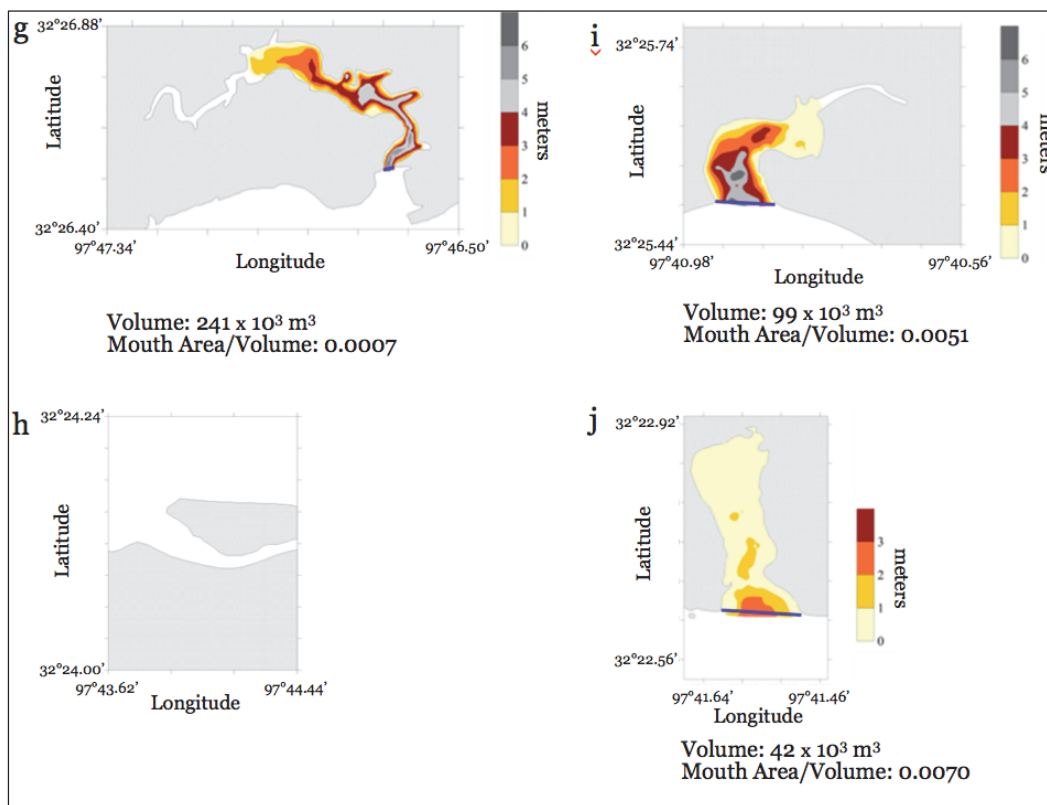 g
32°26.88’
Latitude
32°26.40’
97°47.34’
97°46.50’
Longitude
6
5
4
3
2
1
0
meters
Volume: 241 x 10³ m³
Mouth Area/Volume: 0.0007
i
32°25.74’
Latitude
32°25.44’
97°40.98’
97°40.56’
Longitude
6
5
4
3
2
1
0
meters
Volume: 99 x 10³ m³
Mouth Area/Volume: 0.0051
h
32°24.24’
Latitude
32°24.00’
97°43.62’
97°44.44’
Longitude
j
32°22.92’
Latitude
32°22.56’
97°41.64’
97°41.46’
Longitude
3
2
1
0
meters
Volume: 42 x 10³ m³
Mouth Area/Volume: 0.0070